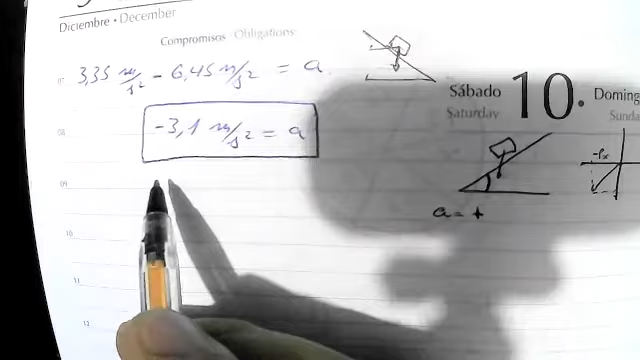 Diciembre • December
Compromisos Obligations
07 3,35 m/s² - 6,45 m/s² = a
08 -3,1 m/s² = a
Sábado 10. Doming
Saturday Sunda
-Px
a = +
09
10
11
12